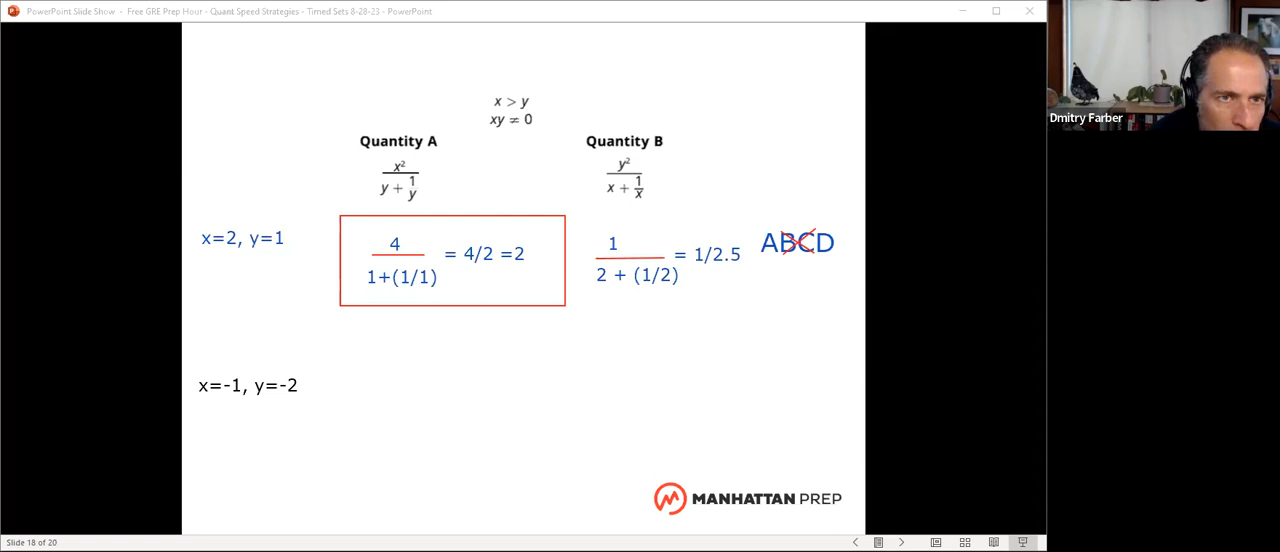 PowerPoint Slide Show - Free GRE Prep Hour - Quant Speed Strategies - Timed Sets 8-28-23 - PowerPoint
Dmitry Farber
x > y
xy ≠ 0
Quantity A Quantity B
x²/(y + 1/y) y²/(x + 1/x)
x=2, y=1 4/(1+(1/1)) = 4/2 =2 1/(2 + (1/2)) = 1/2.5 ABCD
x=-1, y=-2
MANHATTAN PREP
Slide 18 of 20